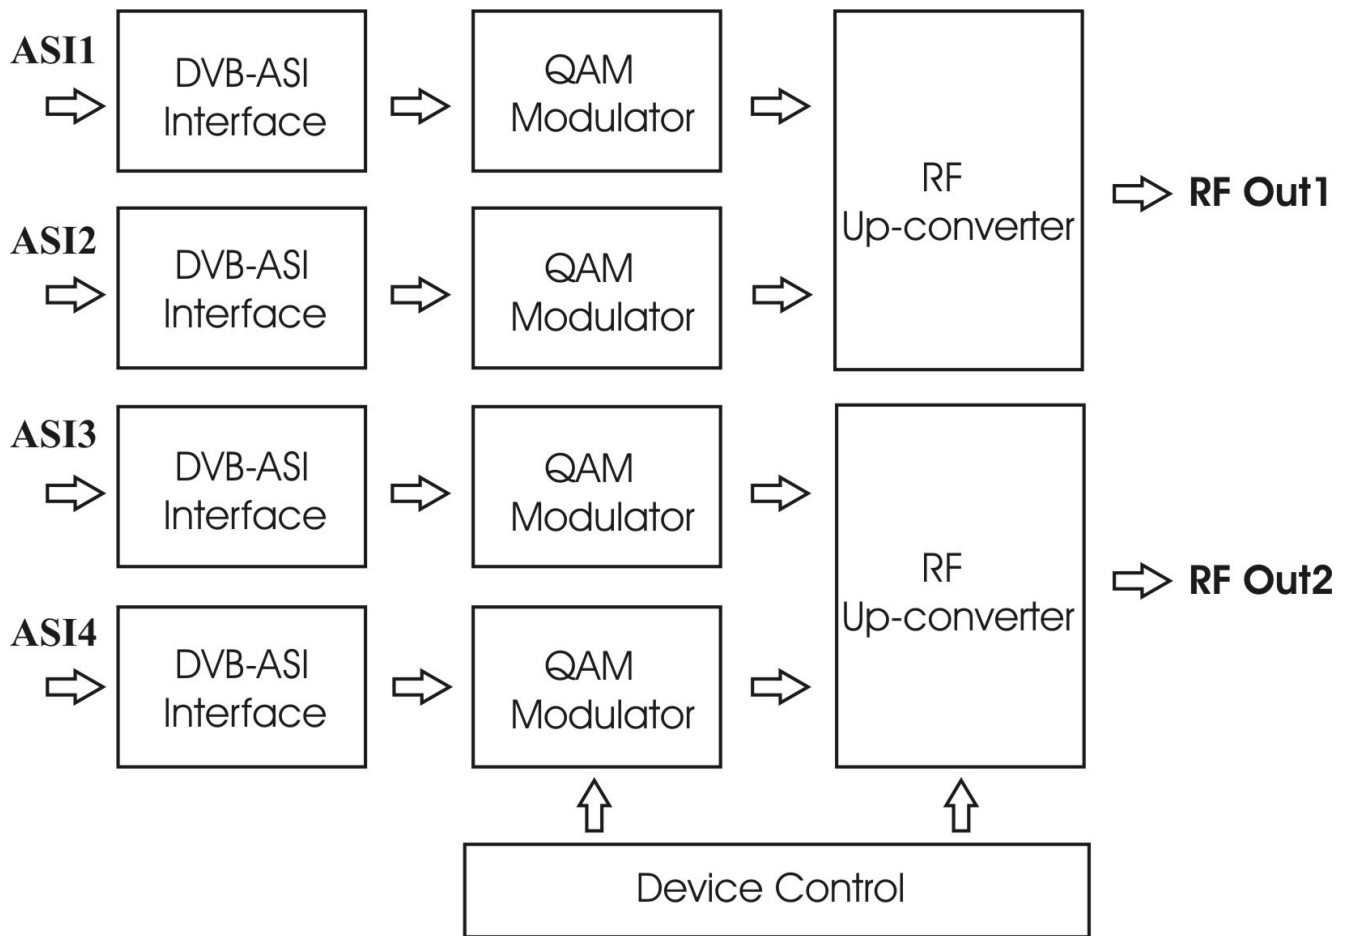 ASI1
DVB-ASI
Interface
QAM
Modulator
RF
Up-converter
RF Out1
ASI2
DVB-ASI
Interface
QAM
Modulator
ASI3
DVB-ASI
Interface
QAM
Modulator
RF
Up-converter
RF Out2
ASI4
DVB-ASI
Interface
QAM
Modulator
Device Control